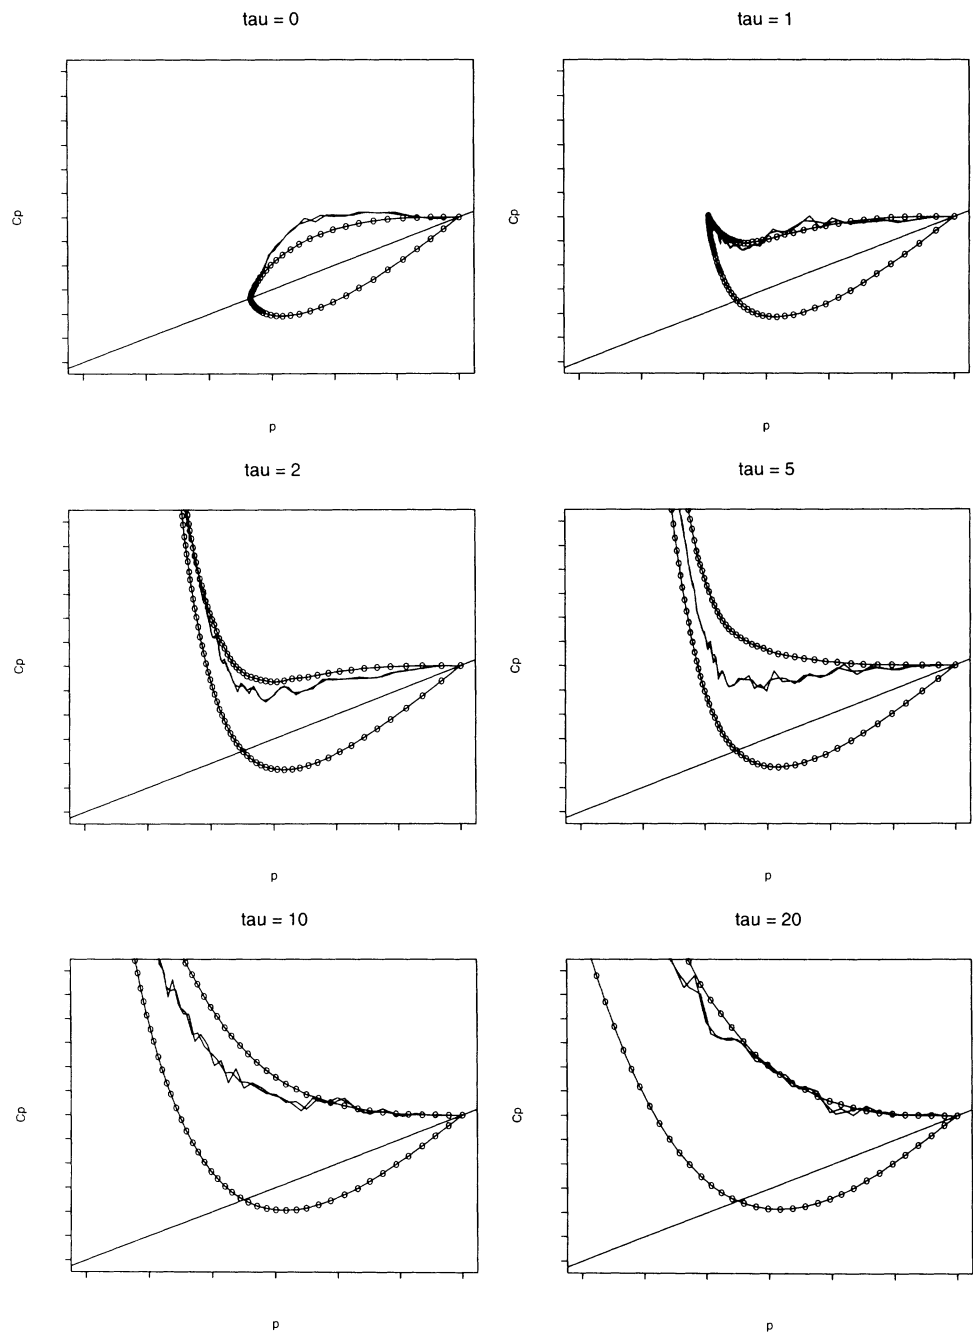 tau = 0
tau = 1
Cp
Cp
p
p
tau = 2
tau = 5
Cp
Cp
p
p
tau = 10
tau = 20
Cp
Cp
p
p